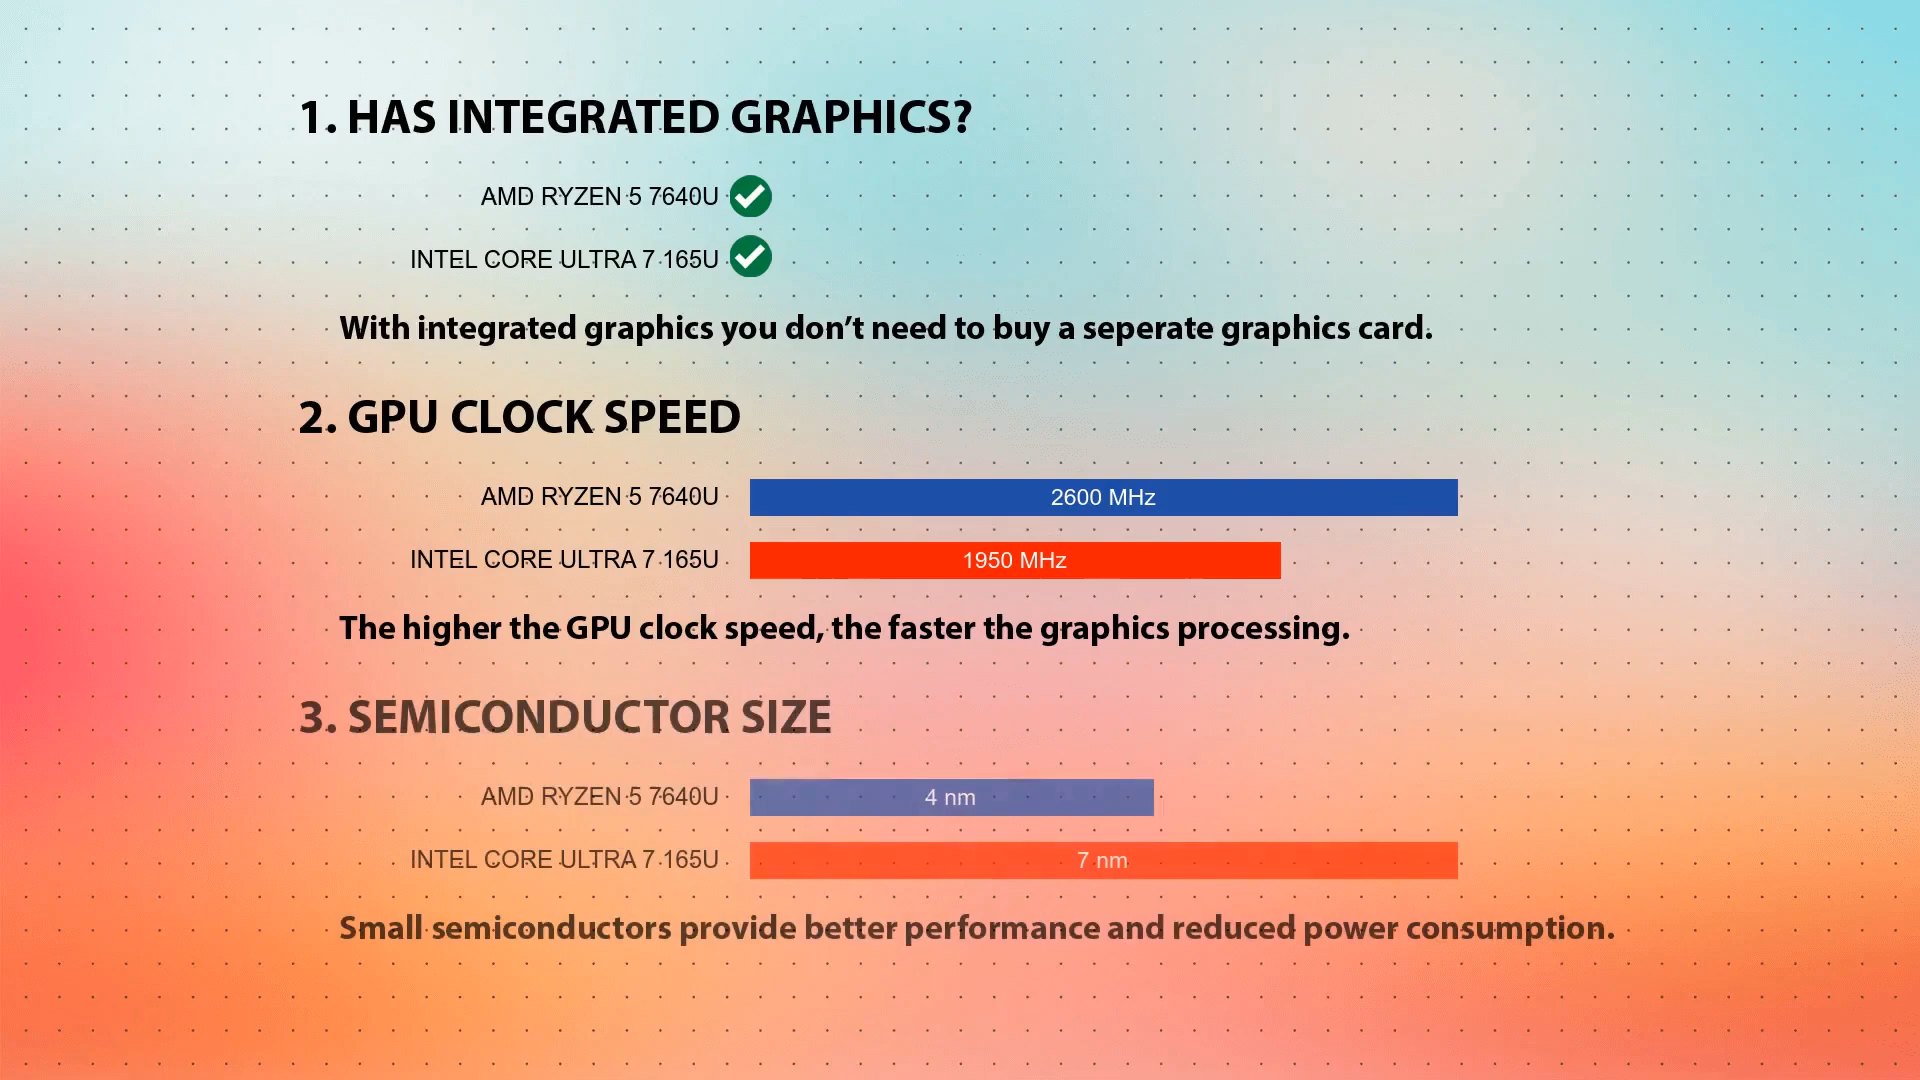 1. HAS INTEGRATED GRAPHICS?
AMD RYZEN 5 7640U
INTEL CORE ULTRA 7 165U
With integrated graphics you don’t need to buy a seperate graphics card.
2. GPU CLOCK SPEED
AMD RYZEN 5 7640U 2600 MHz
INTEL CORE ULTRA 7 165U 1950 MHz
The higher the GPU clock speed, the faster the graphics processing.
3. SEMICONDUCTOR SIZE
AMD RYZEN 5 7640U 4 nm
INTEL CORE ULTRA 7 165U 7 nm
Small semiconductors provide better performance and reduced power consumption.